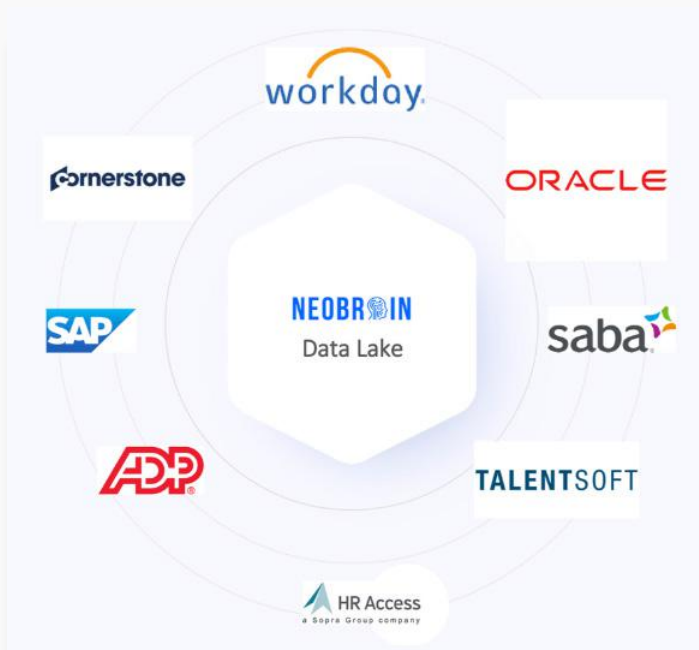 workday.
cornerstone
ORACLE
NEOBRAIN
Data Lake
SAP
saba
ADP
TALENTSOFT
HR Access
a Sopra Group company